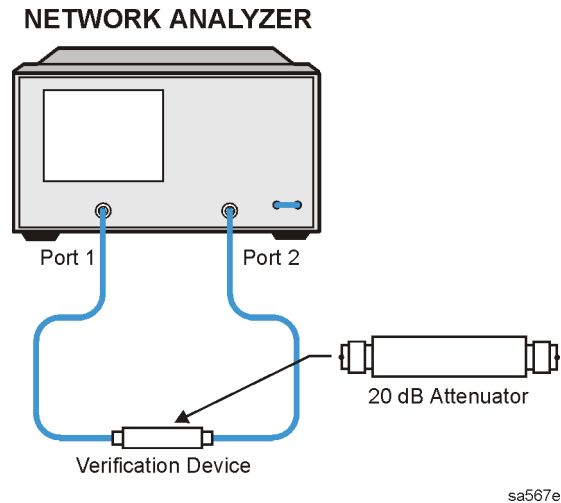 NETWORK ANALYZER
Port 1
Port 2
20 dB Attenuator
Verification Device
sa567e